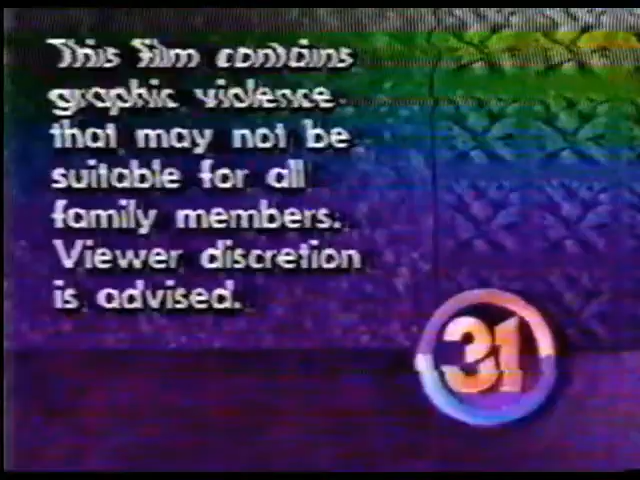 This film contains
graphic violence
that may not be
suitable for all
family members.
Viewer discretion
is advised.
31